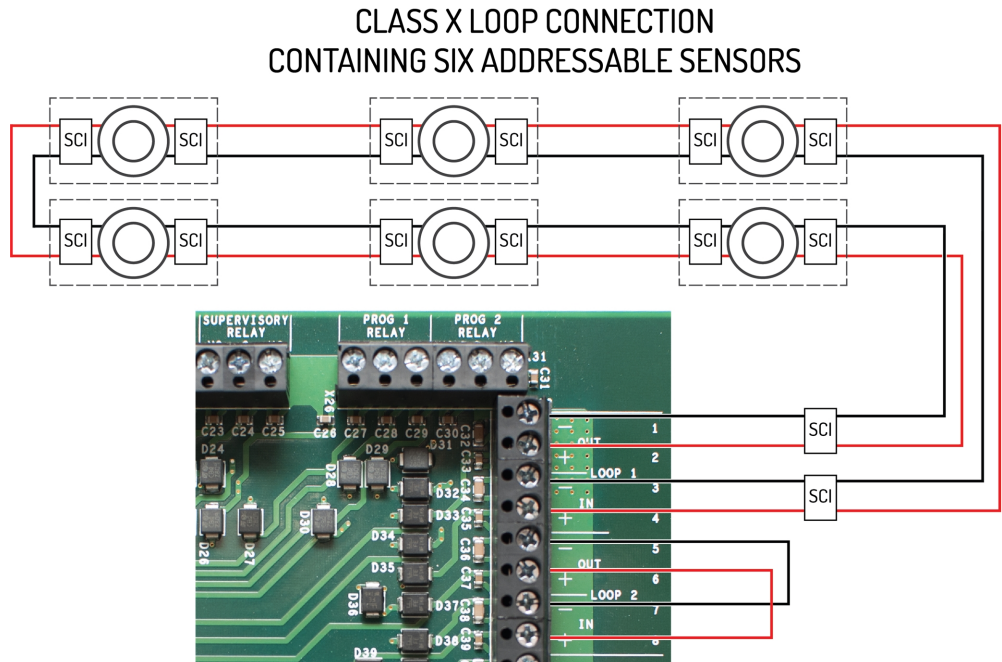 CLASS X LOOP CONNECTION
CONTAINING SIX ADDRESSABLE SENSORS
SCI SCI SCI SCI SCI SCI
SCI SCI SCI SCI SCI SCI
SUPERVISORY
RELAY
PROG 1
RELAY
PROG 2
RELAY
C31
X26
C23 C24 C25 C26 C27 C28 C29 C30
C32
D31
D24
D29
D28
C33
C34
D32
D33
C35
D26
D27
D30
D34
C36
D35
C37
D36
D37
C38
D38
C39
D39
−
1
OUT
+
2
LOOP 1
−
3
IN
+
4
SCI
SCI
−
5
OUT
+
6
LOOP 2
−
7
IN
+
8